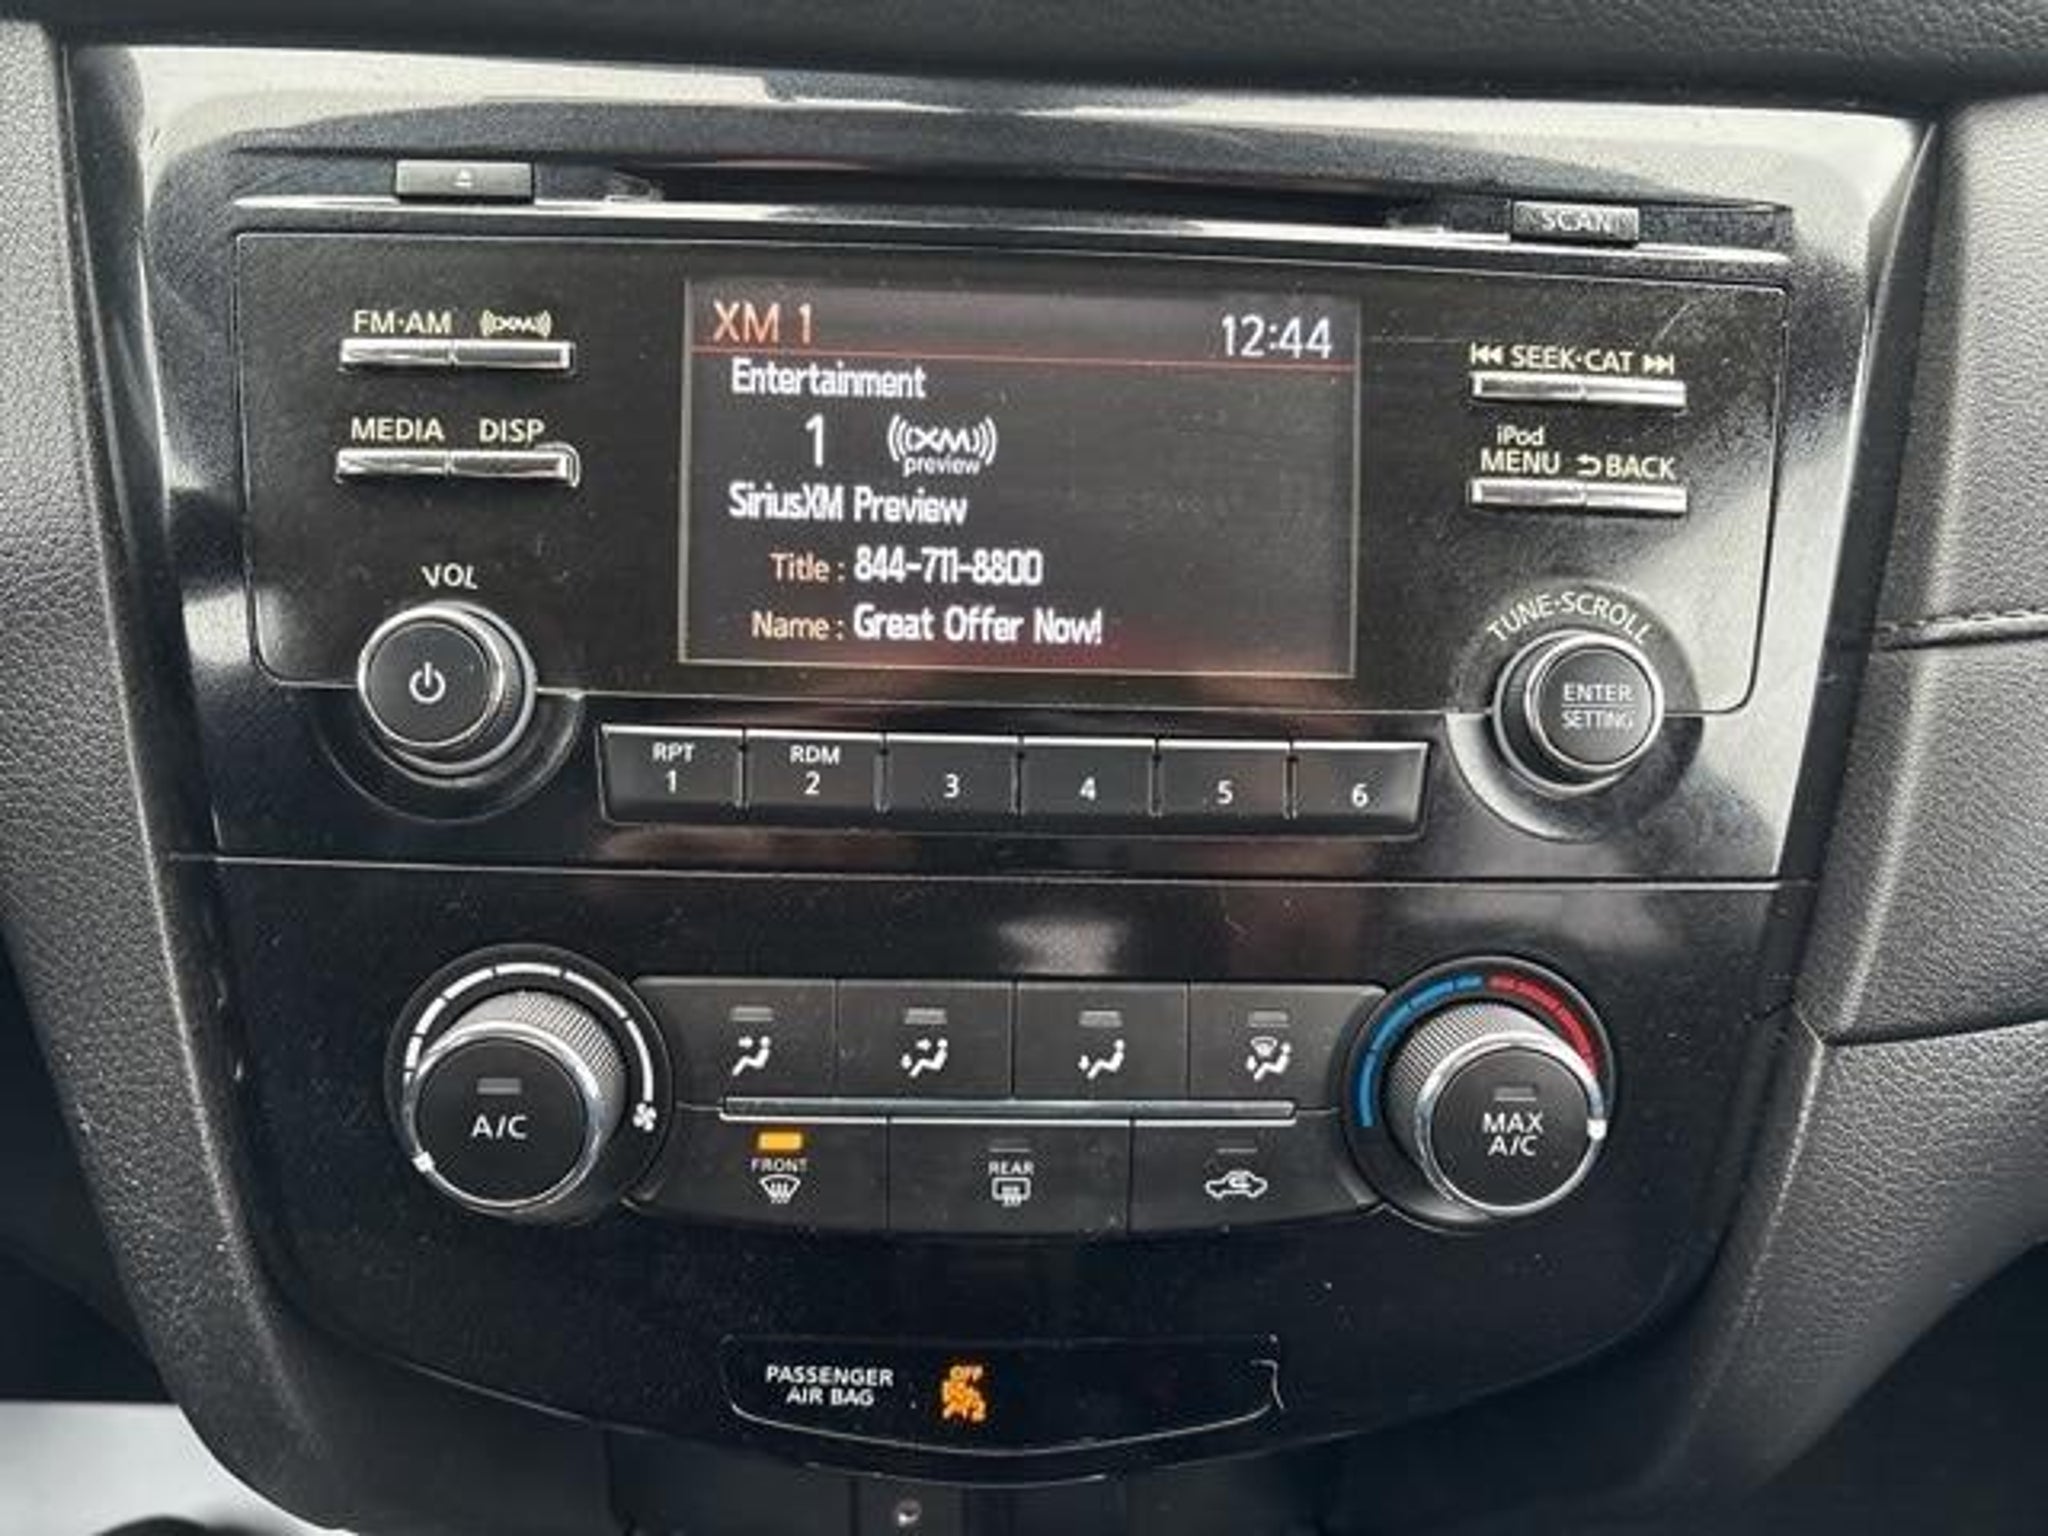 SCAN
FM·AM XM
XM 1 12:44
SEEK·CAT
Entertainment
MEDIA DISP
1 XM
preview
iPod
MENU BACK
SiriusXM Preview
Title : 844-711-8800
Name : Great Offer Now!
VOL
TUNE·SCROLL
ENTER
SETTING
RPT
1
RDM
2
3
4
5
6
A/C
MAX
A/C
FRONT
REAR
PASSENGER
AIR BAG
OFF